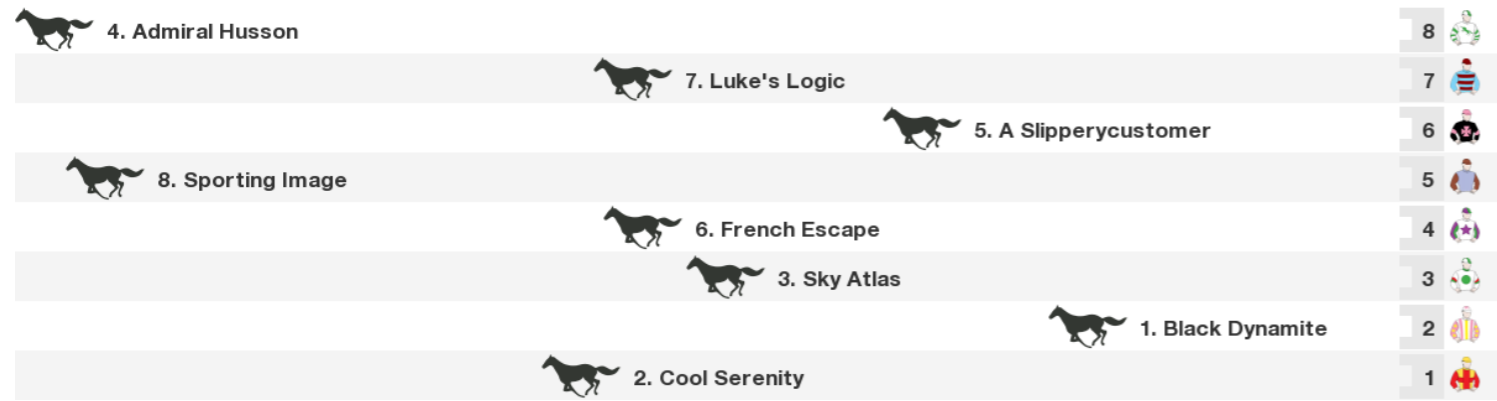 4. Admiral Husson 8
7. Luke's Logic 7
5. A Slipperycustomer 6
8. Sporting Image 5
6. French Escape 4
3. Sky Atlas 3
1. Black Dynamite 2
2. Cool Serenity 1